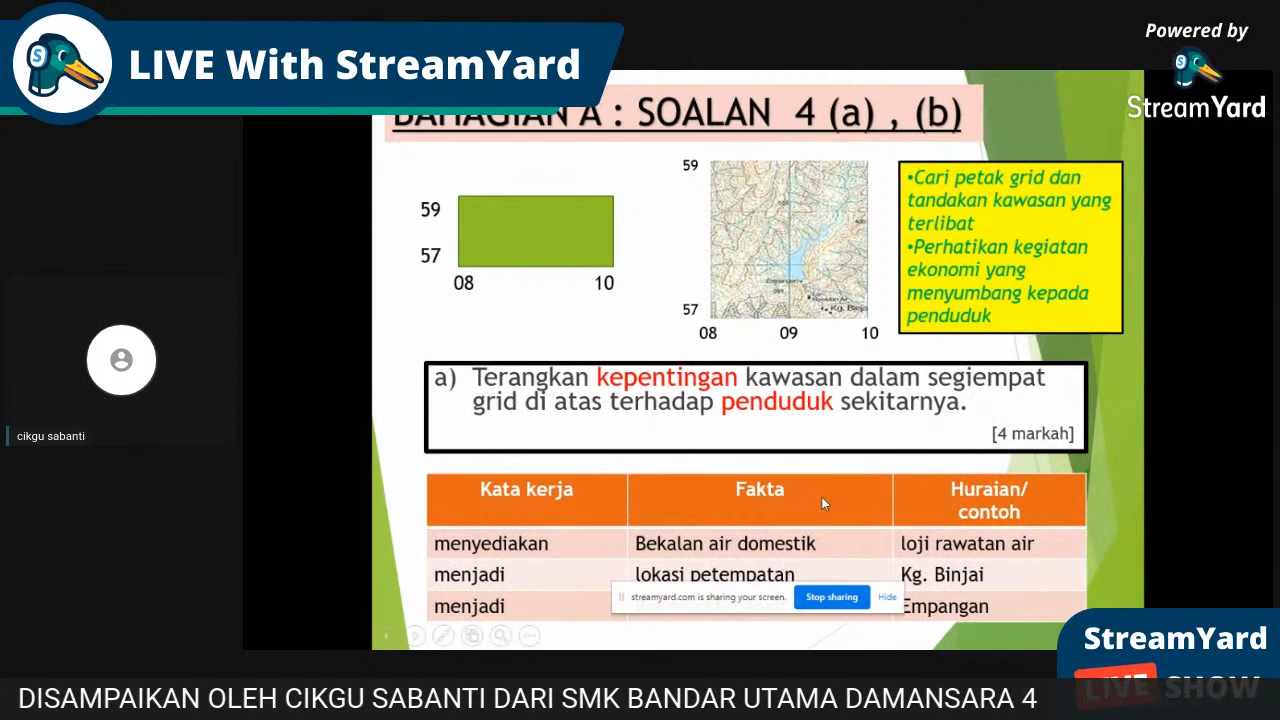 LIVE With StreamYard
Powered by
StreamYard
BAHAGIAN A : SOALAN 4 (a) , (b)
59
57
08 10
59
57
08 09 10
Kg. Binjai
•Cari petak grid dan
tandakan kawasan yang
terlibat
•Perhatikan kegiatan
ekonomi yang
menyumbang kepada
penduduk
a) Terangkan kepentingan kawasan dalam segiempat
grid di atas terhadap penduduk sekitarnya.
[4 markah]
Kata kerja Fakta Huraian/
contoh
menyediakan Bekalan air domestik loji rawatan air
menjadi lokasi petempatan Kg. Binjai
menjadi Empangan
streamyard.com is sharing your screen. Stop sharing Hide
cikgu sabanti
StreamYard
LIVE SHOW
DISAMPAIKAN OLEH CIKGU SABANTI DARI SMK BANDAR UTAMA DAMANSARA 4